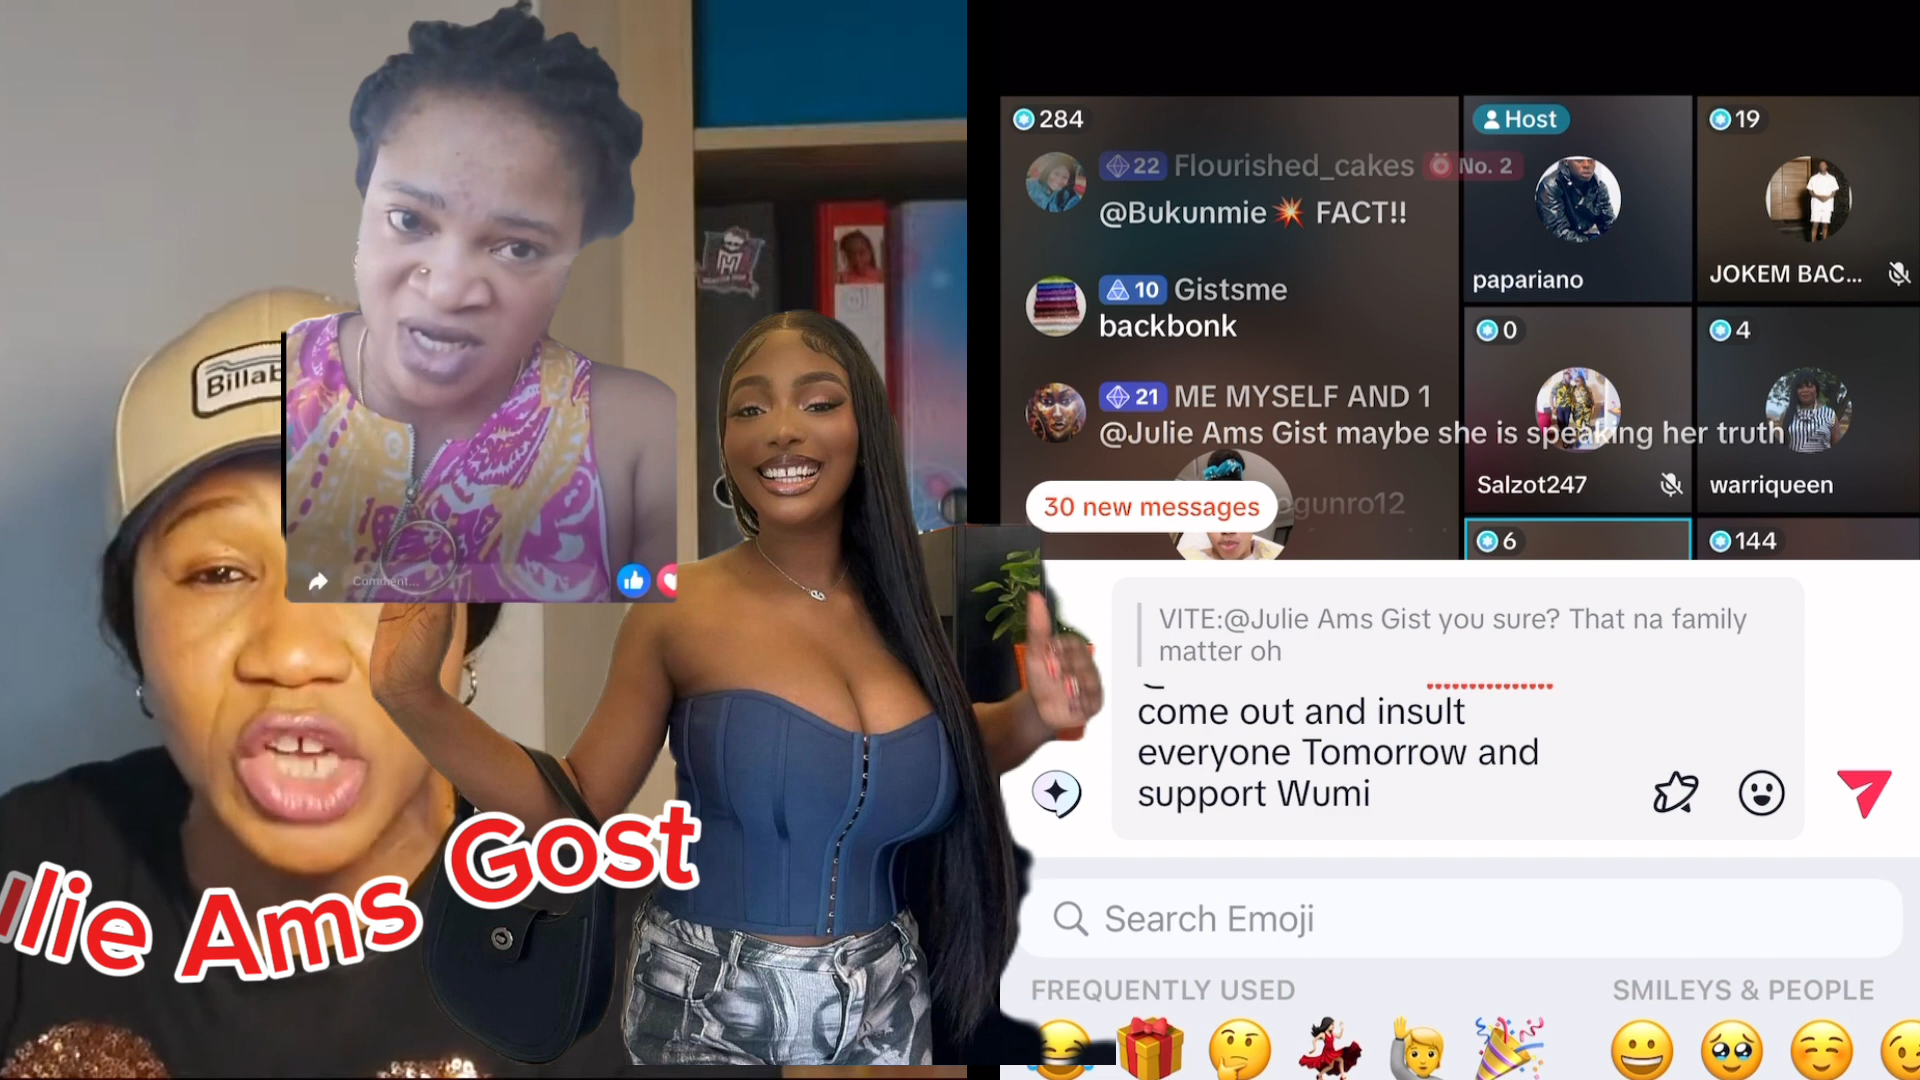 Billab
Comment...
ulie Ams Gost
284
22 Flourished_cakes No. 2
@Bukunmie💥 FACT!!
10 Gistsme
backbonk
21 ME MYSELF AND 1
@Julie Ams Gist maybe she is speaking her truth
30 new messages
egunro12
Host
papariano
19
JOKEM BAC...
0
Salzot247
4
warriqueen
6
144
VITE:@Julie Ams Gist you sure? That na family
matter oh
come out and insult
everyone Tomorrow and
support Wumi
Search Emoji
FREQUENTLY USED
SMILEYS & PEOPLE